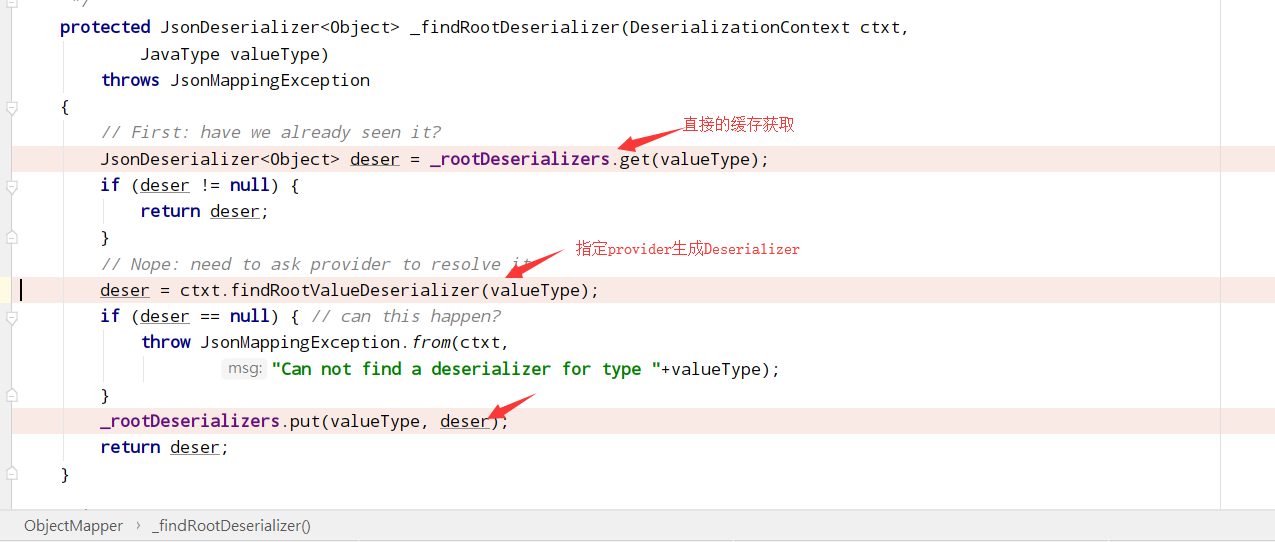 */
protected JsonDeserializer<Object> _findRootDeserializer(DeserializationContext ctxt,
JavaType valueType)
throws JsonMappingException
{
// First: have we already seen it?
直接的缓存获取
JsonDeserializer<Object> deser = _rootDeserializers.get(valueType);
if (deser != null) {
return deser;
}
指定provider生成Deserializer
// Nope: need to ask provider to resolve it
deser = ctxt.findRootValueDeserializer(valueType);
if (deser == null) { // can this happen?
throw JsonMappingException.from(ctxt,
msg: "Can not find a deserializer for type "+valueType);
}
_rootDeserializers.put(valueType, deser);
return deser;
}
ObjectMapper › _findRootDeserializer()